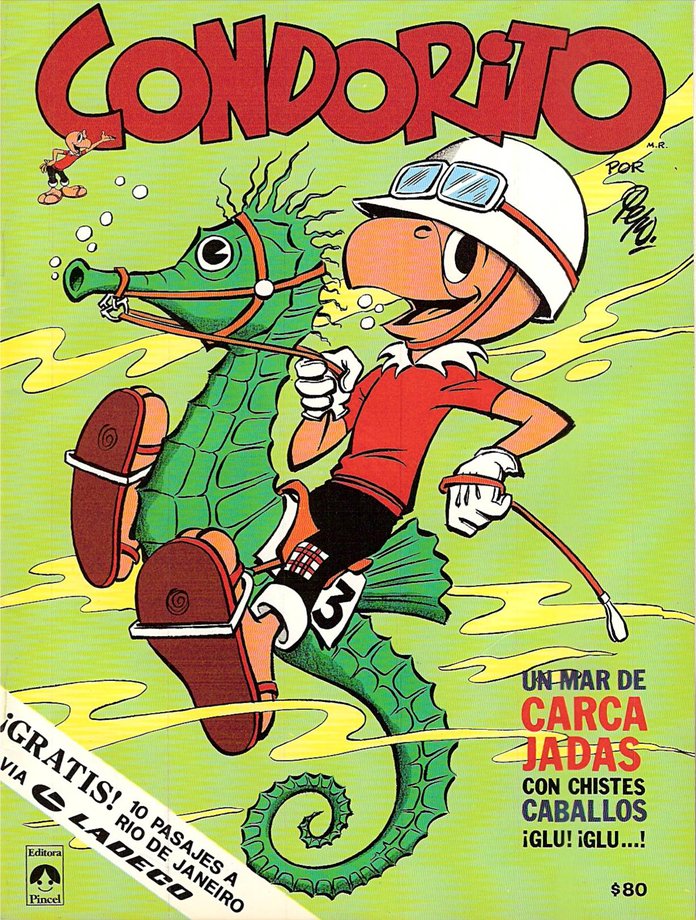 CONDORITO
M.R.
POR
Pepo.
3
UN MAR DE
CARCA
JADAS
CON CHISTES
CABALLOS
¡GLU! ¡GLU...!
¡GRATIS! 10 PASAJES A
RIO DE JANEIRO
VIA LADECO
Editora
Pincel
$80